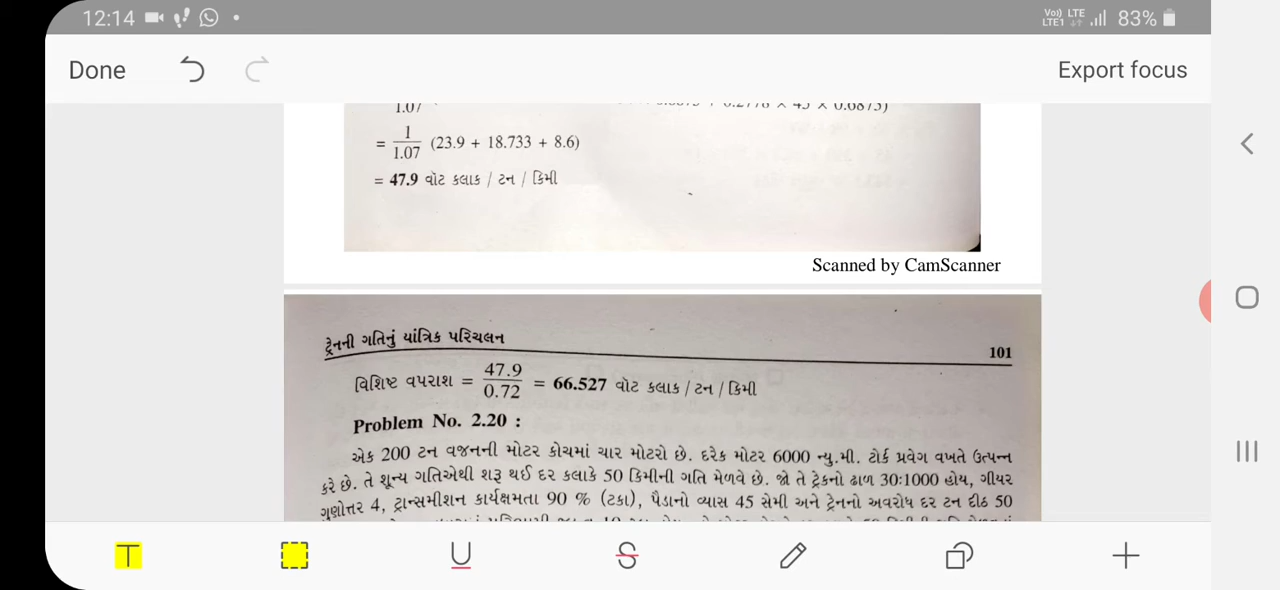 12:14
Vo)) LTE
LTE1
83%
Done
Export focus
1.07
= 1/1.07 (23.9 + 18.733 + 8.6)
= 47.9 વૉટ કલાક / ટન / કિમી
Scanned by CamScanner
ટ્રેનની ગતિનું યાંત્રિક પરિચલન
101
વિશિષ્ટ વપરાશ = 47.9/0.72 = 66.527 વૉટ કલાક / ટન / કિમી
Problem No. 2.20 :
એક 200 ટન વજનની મોટર કોચમાં ચાર મોટરો છે. દરેક મોટર 6000 ન્યુ.મી. ટોર્ક પ્રવેગ વખતે ઉત્પન્ન
કરે છે. તે શૂન્ય ગતિએથી શરૂ થઈ દર કલાકે 50 કિમીની ગતિ મેળવે છે. જો તે ટ્રેકનો ઢાળ 30:1000 હોય, ગીયર
ગુણોત્તર 4, ટ્રાન્સમીશન કાર્યક્ષમતા 90 % (ટકા), પૈડાનો વ્યાસ 45 સેમી અને ટ્રેનનો અવરોધ દર ટન દીઠ 50
T
U
S